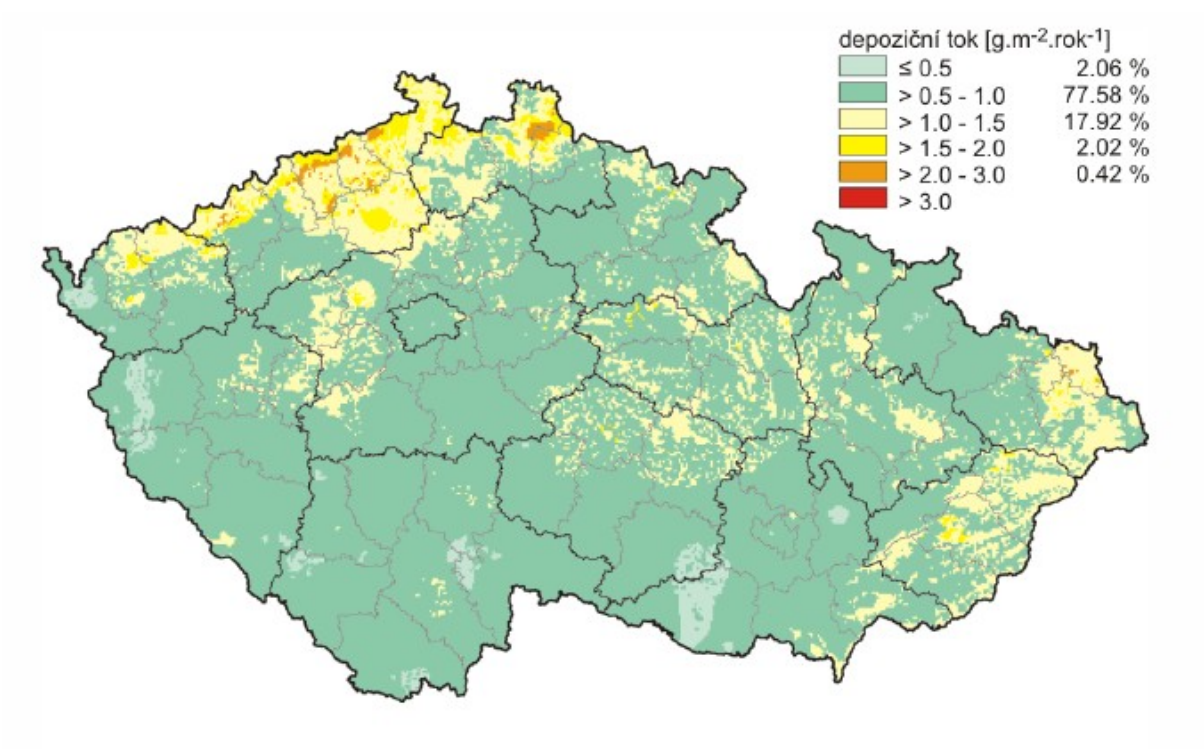 depoziční tok [g.m-2.rok-1]
≤ 0.5 2.06 %
> 0.5 - 1.0 77.58 %
> 1.0 - 1.5 17.92 %
> 1.5 - 2.0 2.02 %
> 2.0 - 3.0 0.42 %
> 3.0